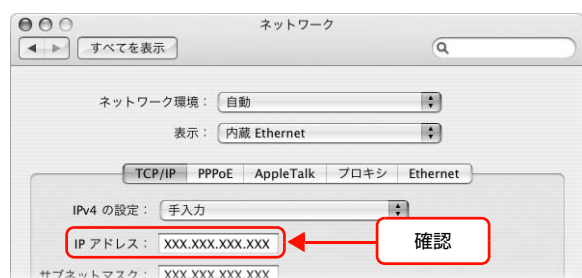 ネットワーク
すべてを表示
ネットワーク環境： 自動
表示： 内蔵 Ethernet
TCP/IP PPPoE AppleTalk プロキシ Ethernet
IPv4 の設定： 手入力
IP アドレス： XXX.XXX.XXX.XXX 確認
サブネットマスク： XXX.XXX.XXX.XXX